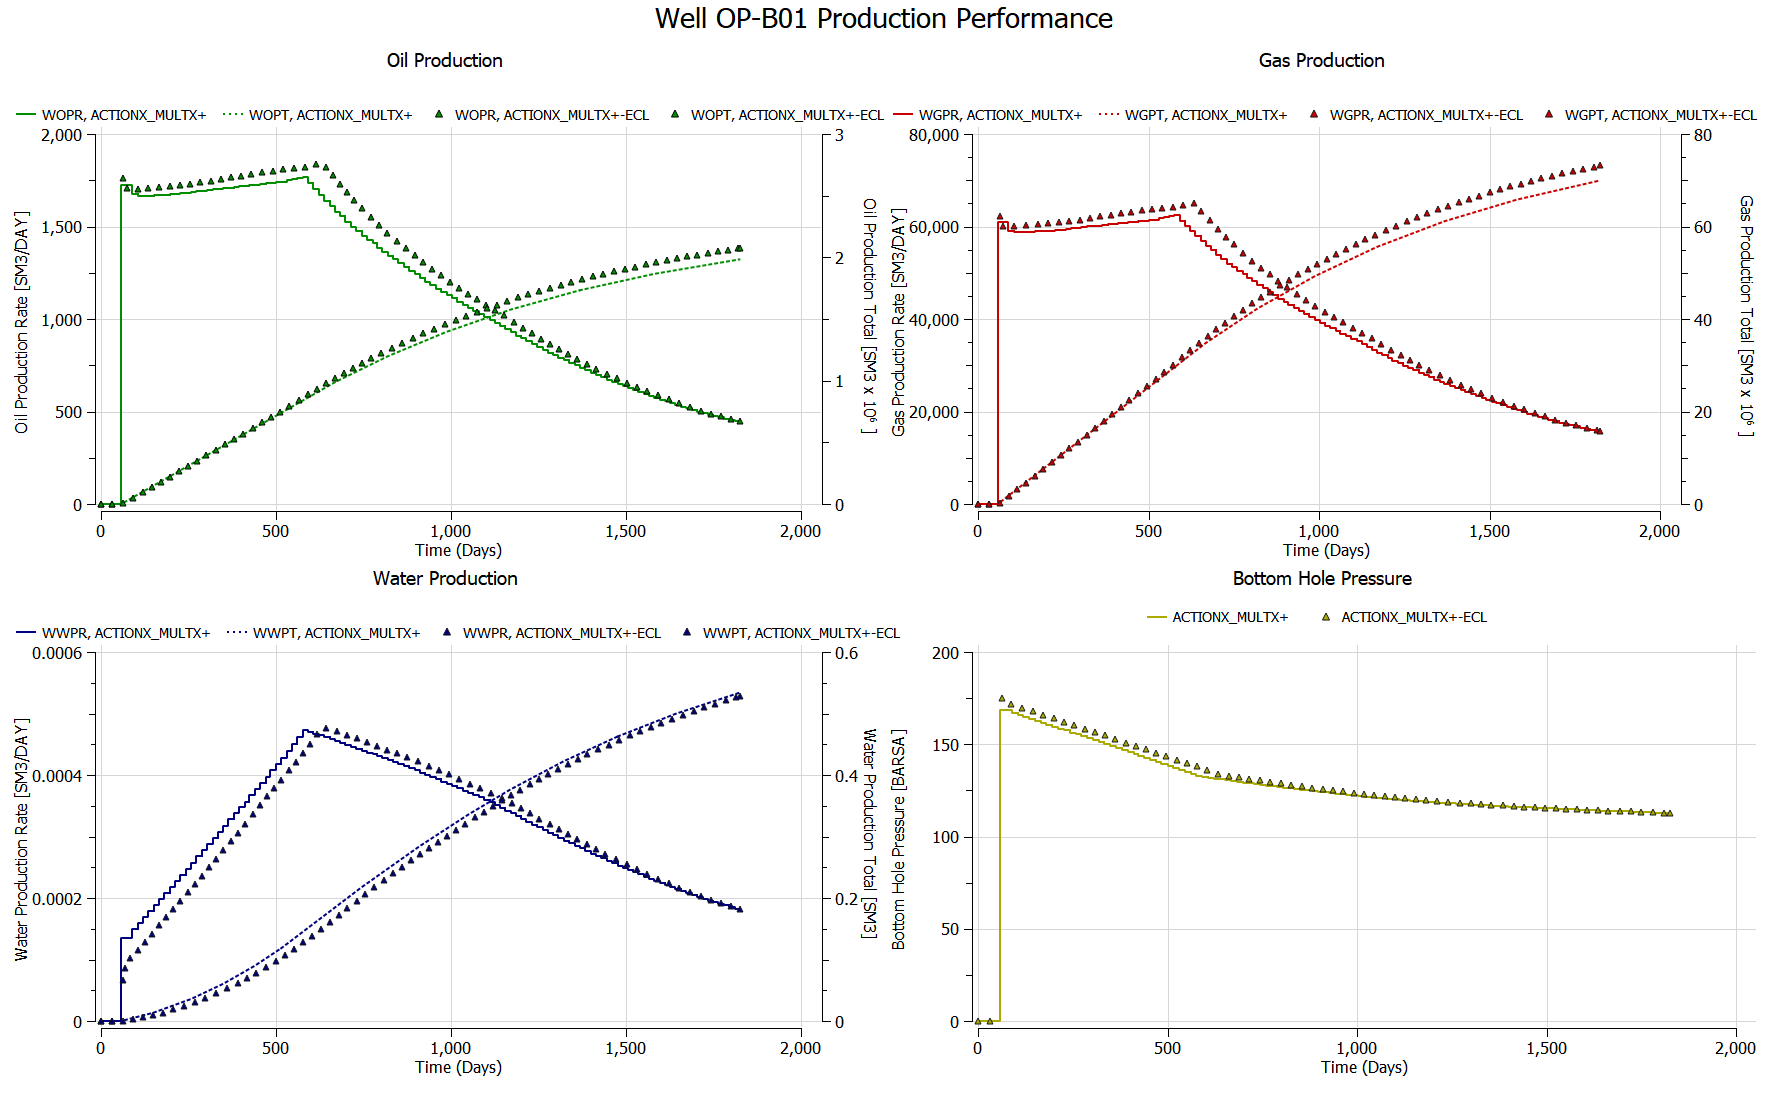 Well OP-B01 Production Performance
Oil Production
WOPR, ACTIONX_MULTX+
WOPT, ACTIONX_MULTX+
WOPR, ACTIONX_MULTX+-ECL
WOPT, ACTIONX_MULTX+-ECL
2,000
1,500
1,000
500
0
Oil Production Rate [SM3/DAY]
3
2
1
0
Oil Production Total [SM3 x 10⁶ ]
0
500
1,000
1,500
2,000
Time (Days)
Gas Production
WGPR, ACTIONX_MULTX+
WGPT, ACTIONX_MULTX+
WGPR, ACTIONX_MULTX+-ECL
WGPT, ACTIONX_MULTX+-ECL
80,000
60,000
40,000
20,000
0
Gas Production Rate [SM3/DAY]
80
60
40
20
0
Gas Production Total [SM3 x 10⁶ ]
0
500
1,000
1,500
2,000
Time (Days)
Water Production
WWPR, ACTIONX_MULTX+
WWPT, ACTIONX_MULTX+
WWPR, ACTIONX_MULTX+-ECL
WWPT, ACTIONX_MULTX+-ECL
0.0006
0.0004
0.0002
0
Water Production Rate [SM3/DAY]
0.6
0.4
0.2
0
Water Production Total [SM3]
0
500
1,000
1,500
2,000
Time (Days)
Bottom Hole Pressure
ACTIONX_MULTX+
ACTIONX_MULTX+-ECL
200
150
100
50
0
Bottom Hole Pressure [BARSA]
0
500
1,000
1,500
2,000
Time (Days)